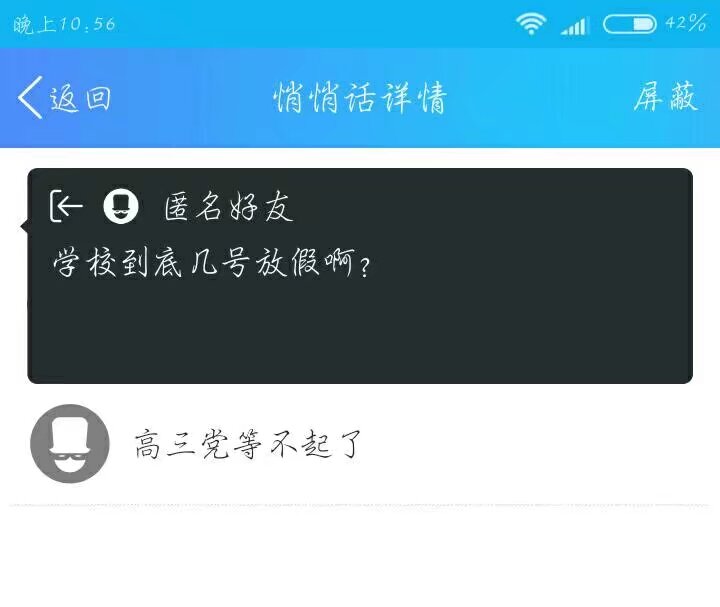 晚上10:56
42%
返回
悄悄话详情
屏蔽
匿名好友
学校到底几号放假啊?
高三党等不起了